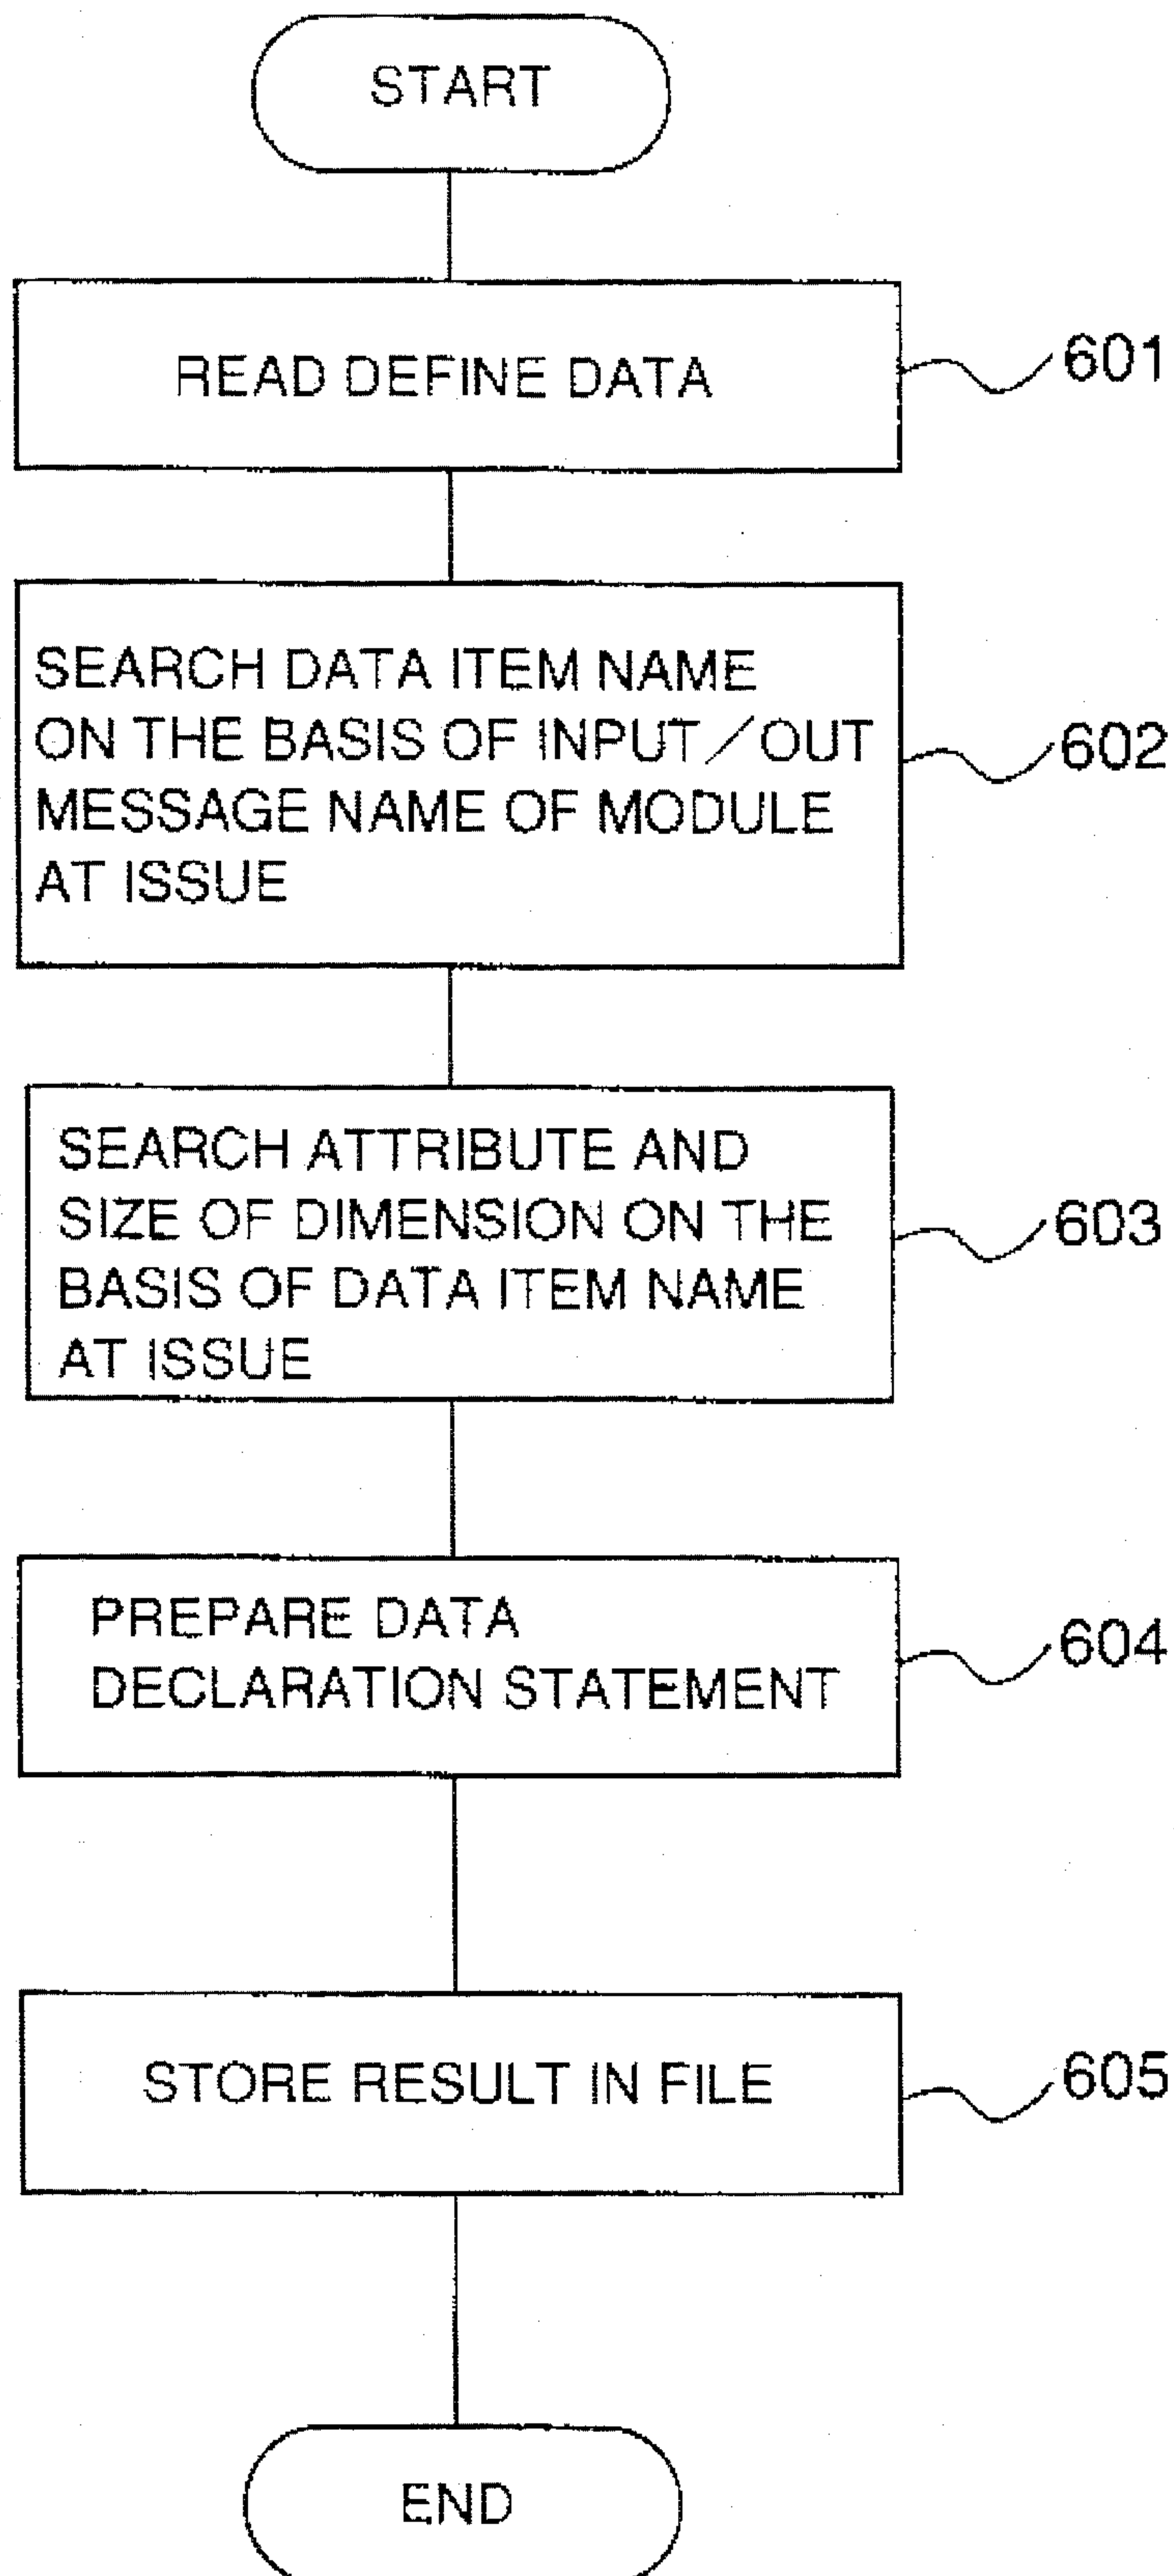 START
READ DEFINE DATA
601
SEARCH DATA ITEM NAME
ON THE BASIS OF INPUT/OUT
MESSAGE NAME OF MODULE
AT ISSUE
602
SEARCH ATTRIBUTE AND
SIZE OF DIMENSION ON THE
BASIS OF DATA ITEM NAME
AT ISSUE
603
PREPARE DATA
DECLARATION STATEMENT
604
STORE RESULT IN FILE
605
END